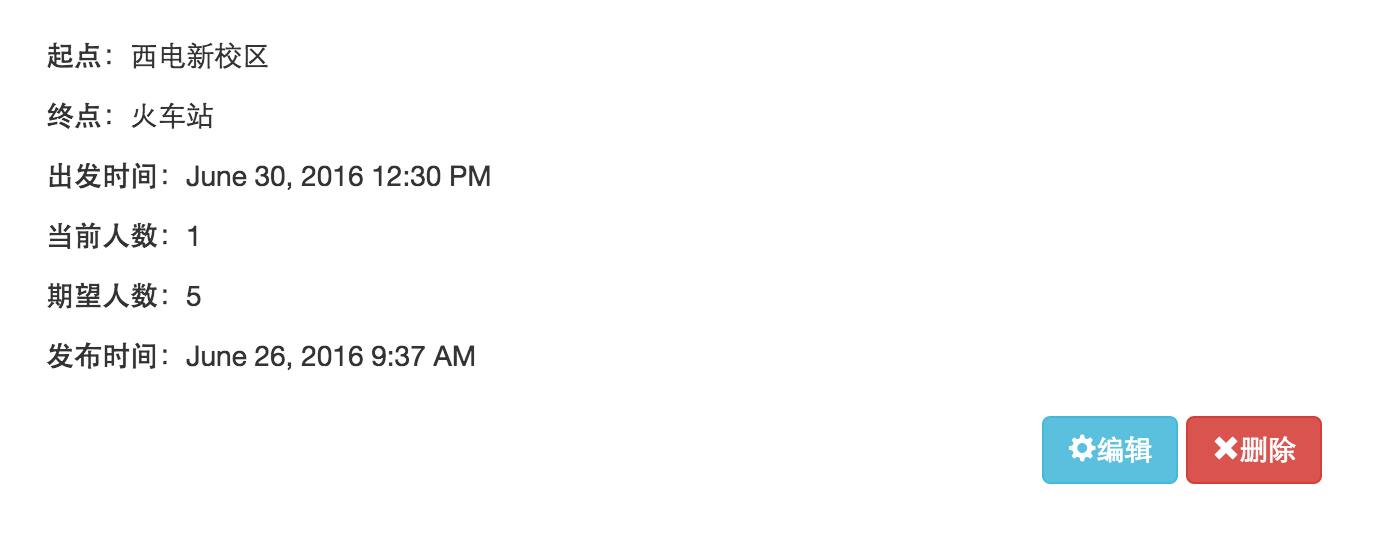 起点：西电新校区
终点：火车站
出发时间：June 30, 2016 12:30 PM
当前人数：1
期望人数：5
发布时间：June 26, 2016 9:37 AM
编辑 删除